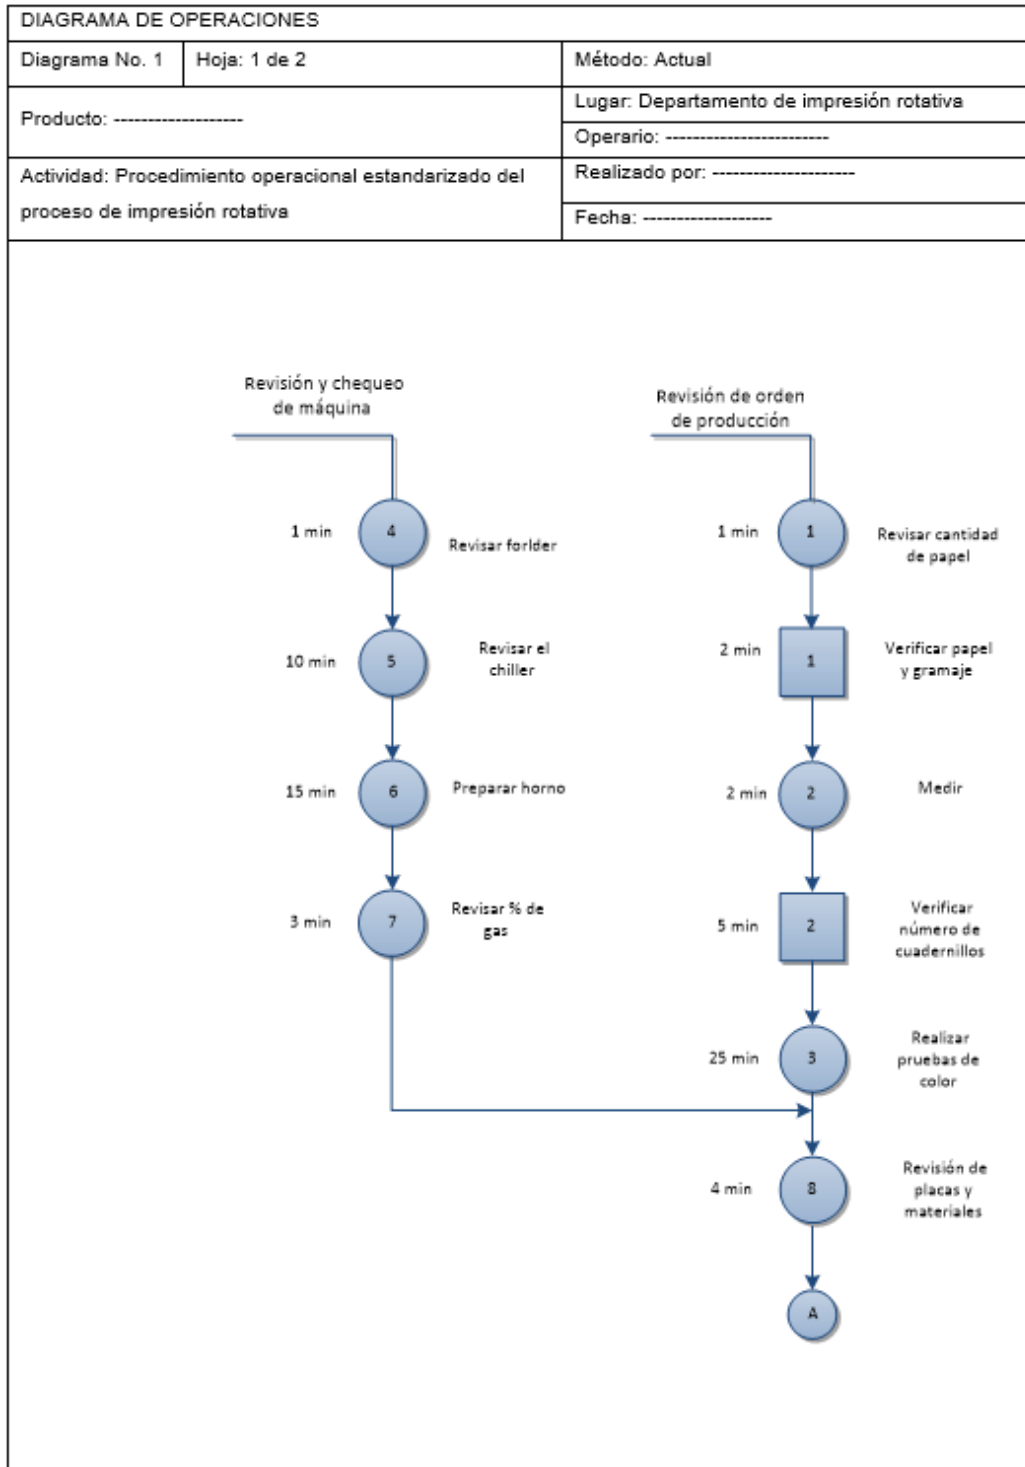 DIAGRAMA DE OPERACIONES
Diagrama No. 1
Hoja: 1 de 2
Método: Actual
Producto: -------------------
Lugar: Departamento de impresión rotativa
Operario: ------------------------
Actividad: Procedimiento operacional estandarizado del
proceso de impresión rotativa
Realizado por: ---------------------
Fecha: -------------------
Revisión y chequeo
de máquina
Revisión de orden
de producción
1 min
4
Revisar forlder
1 min
1
Revisar cantidad
de papel
10 min
5
Revisar el
chiller
2 min
1
Verificar papel
y gramaje
15 min
6
Preparar horno
2 min
2
Medir
3 min
7
Revisar % de
gas
5 min
2
Verificar
número de
cuadernillos
25 min
3
Realizar
pruebas de
color
4 min
8
Revisión de
placas y
materiales
A